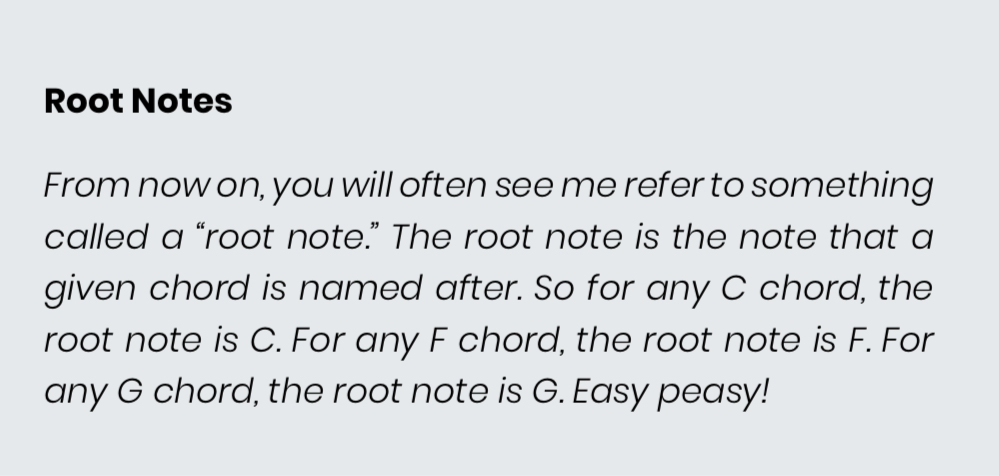 Root Notes
From now on, you will often see me refer to something
called a “root note.” The root note is the note that a
given chord is named after. So for any C chord, the
root note is C. For any F chord, the root note is F. For
any G chord, the root note is G. Easy peasy!